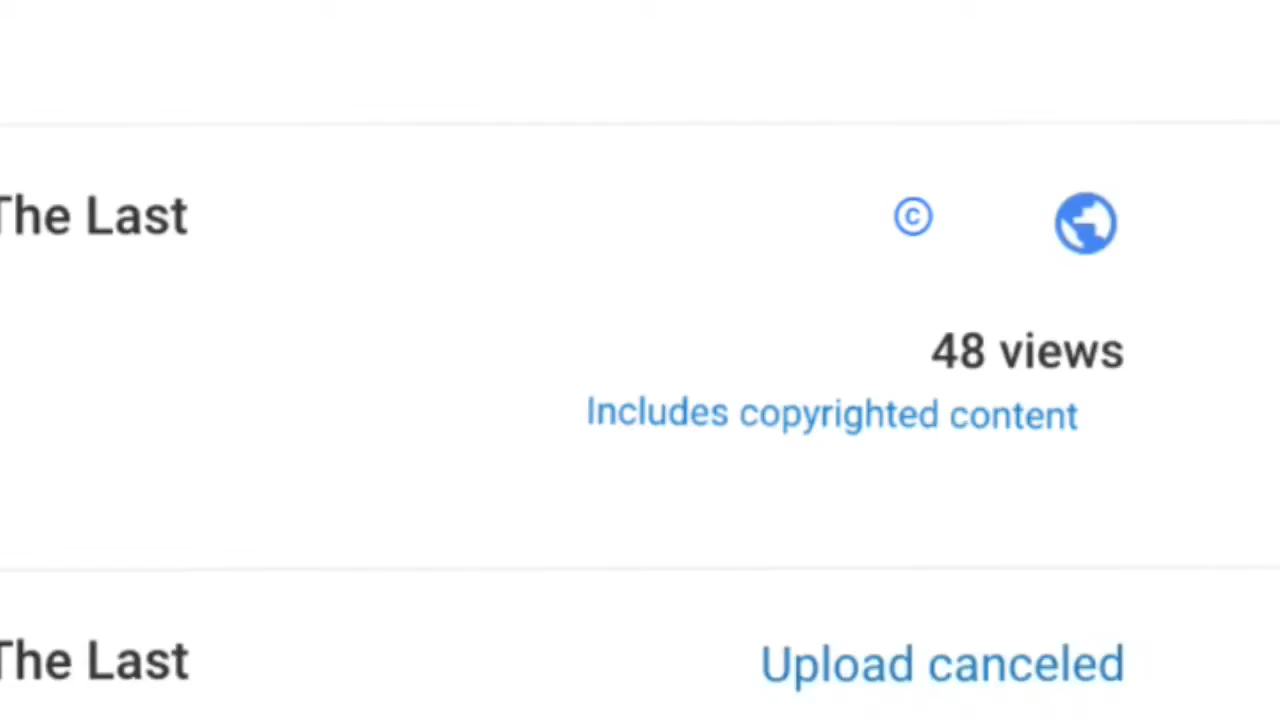 The Last
©
48 views
Includes copyrighted content
The Last
Upload canceled